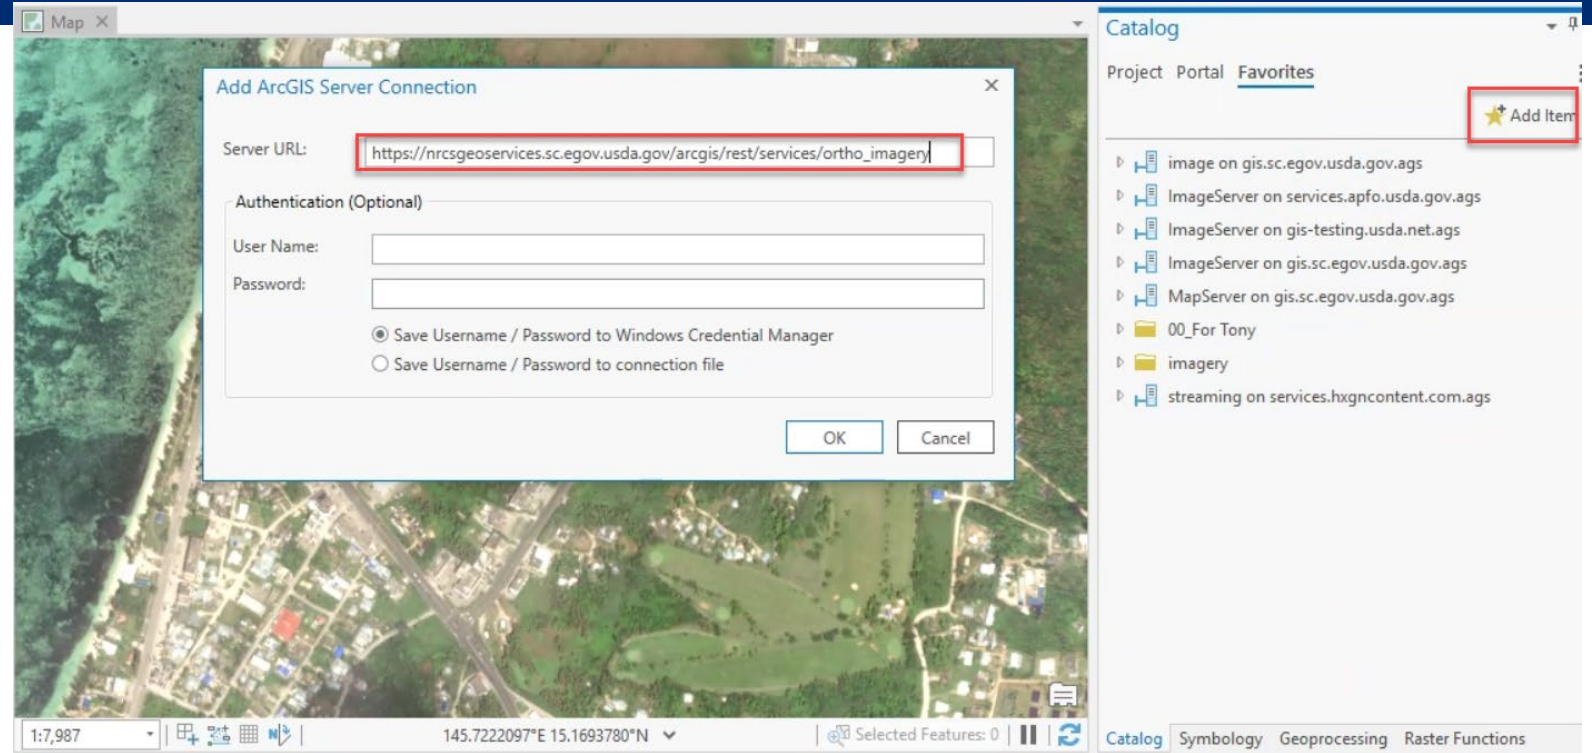 Map
Add ArcGIS Server Connection
Server URL:
https://nrcsgeoservices.sc.egov.usda.gov/arcgis/rest/services/ortho_imagery
Authentication (Optional)
User Name:
Password:
Save Username / Password to Windows Credential Manager
Save Username / Password to connection file
OK Cancel
1:7,987
145.7222097°E 15.1693780°N
Selected Features: 0
Catalog
Project Portal Favorites
Add Item
image on gis.sc.egov.usda.gov.ags
ImageServer on services.apfo.usda.gov.ags
ImageServer on gis-testing.usda.net.ags
ImageServer on gis.sc.egov.usda.gov.ags
MapServer on gis.sc.egov.usda.gov.ags
00_For Tony
imagery
streaming on services.hxgncontent.com.ags
Catalog Symbology Geoprocessing Raster Functions